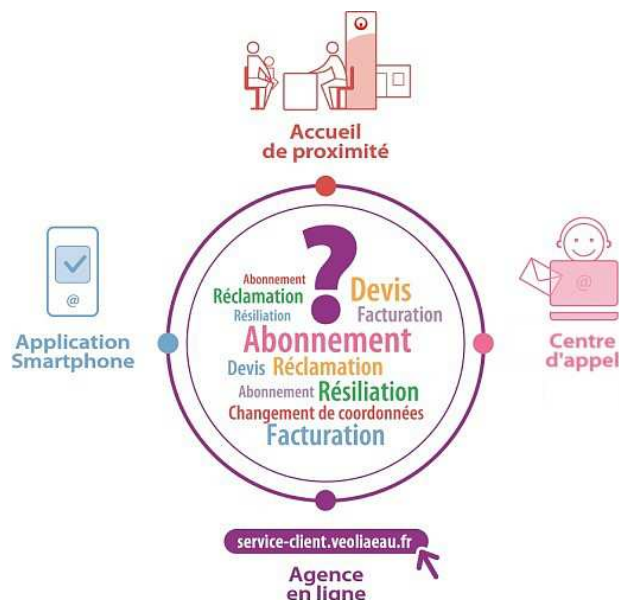 Accueil
de proximité
Application
Smartphone
@
?
Abonnement
Réclamation
Devis
Résiliation
Facturation
Abonnement
Devis Réclamation
Abonnement Résiliation
Changement de coordonnées
Facturation
@
Centre
d'appel
service-client.veoliaeau.fr
Agence
en ligne